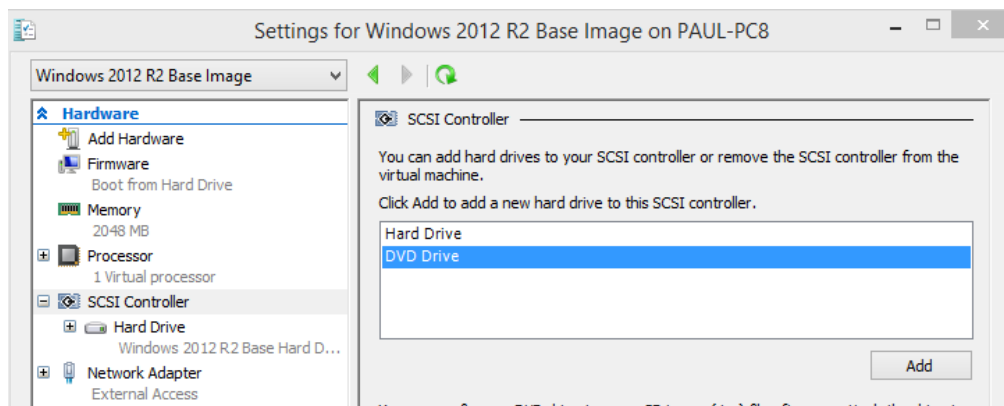 Settings for Windows 2012 R2 Base Image on PAUL-PC8
Windows 2012 R2 Base Image
Hardware
Add Hardware
Firmware
Boot from Hard Drive
Memory
2048 MB
Processor
1 Virtual processor
SCSI Controller
Hard Drive
Windows 2012 R2 Base Hard D...
Network Adapter
External Access
SCSI Controller
You can add hard drives to your SCSI controller or remove the SCSI controller from the
virtual machine.
Click Add to add a new hard drive to this SCSI controller.
Hard Drive
DVD Drive
Add